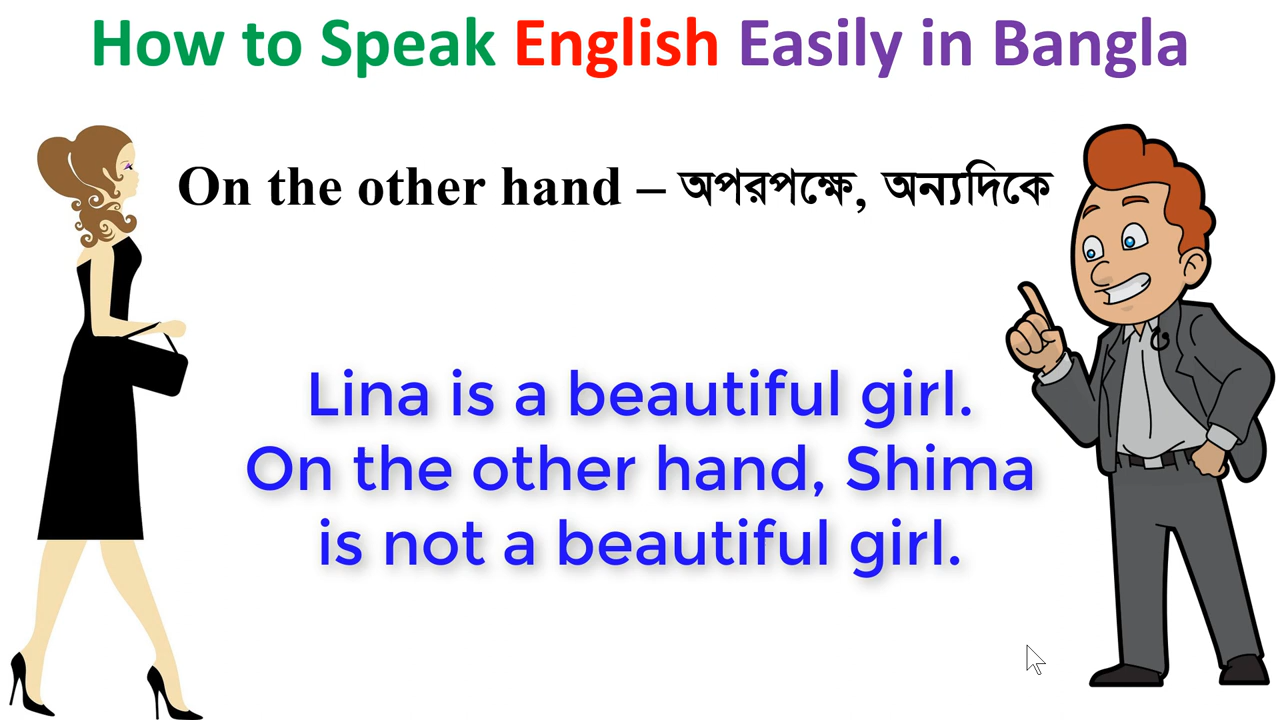 How to Speak English Easily in Bangla
On the other hand – অপরপক্ষে, অন্যদিকে
Lina is a beautiful girl.
On the other hand, Shima
is not a beautiful girl.